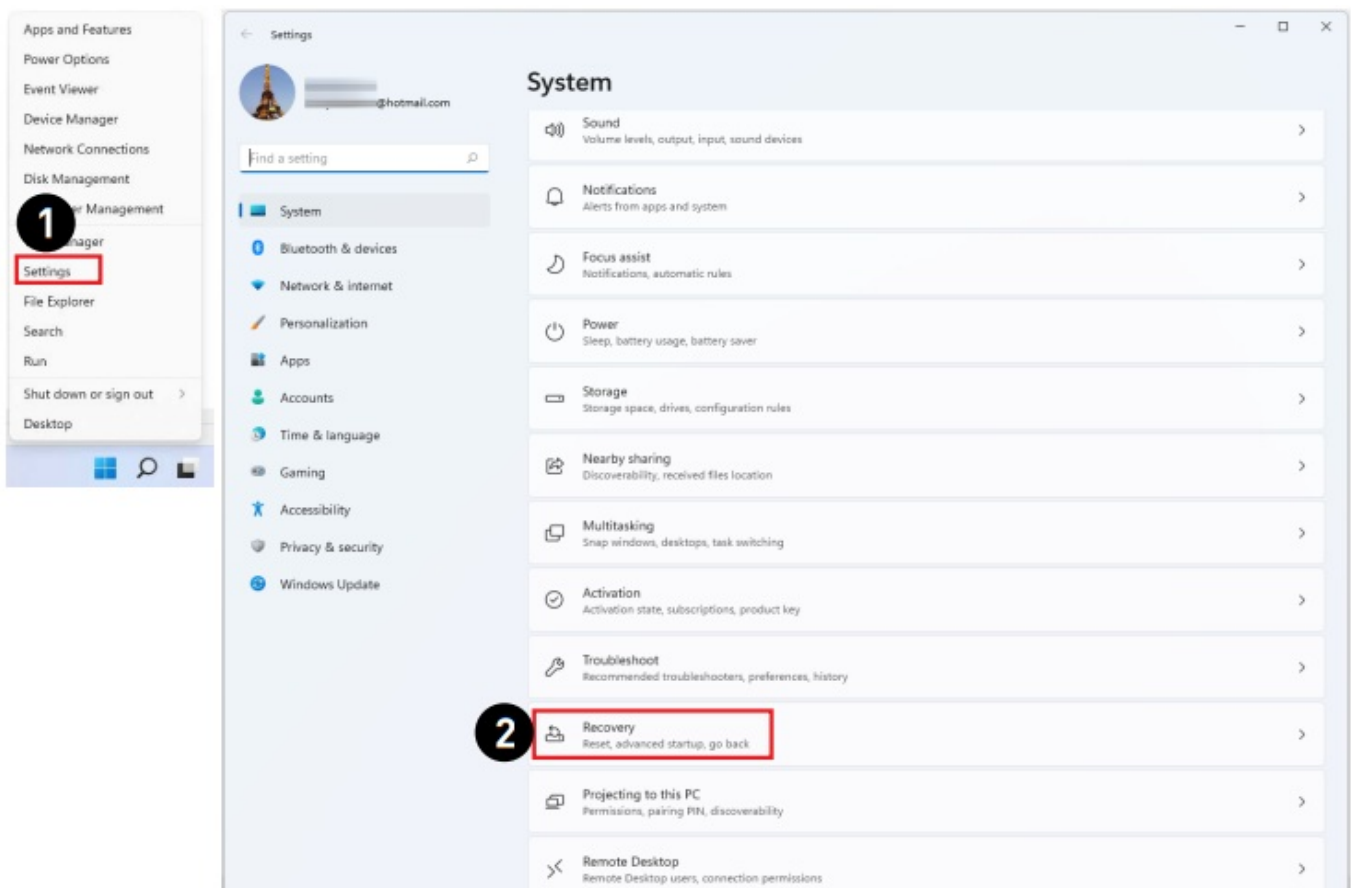 Apps and Features
Power Options
Event Viewer
Device Manager
Network Connections
Disk Management
er Management
1
nager
Settings
File Explorer
Search
Run
Shut down or sign out
Desktop
Settings
@hotmail.com
Find a setting
System
Bluetooth & devices
Network & internet
Personalization
Apps
Accounts
Time & language
Gaming
Accessibility
Privacy & security
Windows Update
System
Sound
Volume levels, output, input, sound devices
Notifications
Alerts from apps and system
Focus assist
Notifications, automatic rules
Power
Sleep, battery usage, battery saver
Storage
Storage space, drives, configuration rules
Nearby sharing
Discoverability, received files location
Multitasking
Snap windows, desktops, task switching
Activation
Activation state, subscriptions, product key
Troubleshoot
Recommended troubleshooters, preferences, history
2
Recovery
Reset, advanced startup, go back
Projecting to this PC
Permissions, pairing PIN, discoverability
Remote Desktop
Remote Desktop users, connection permissions